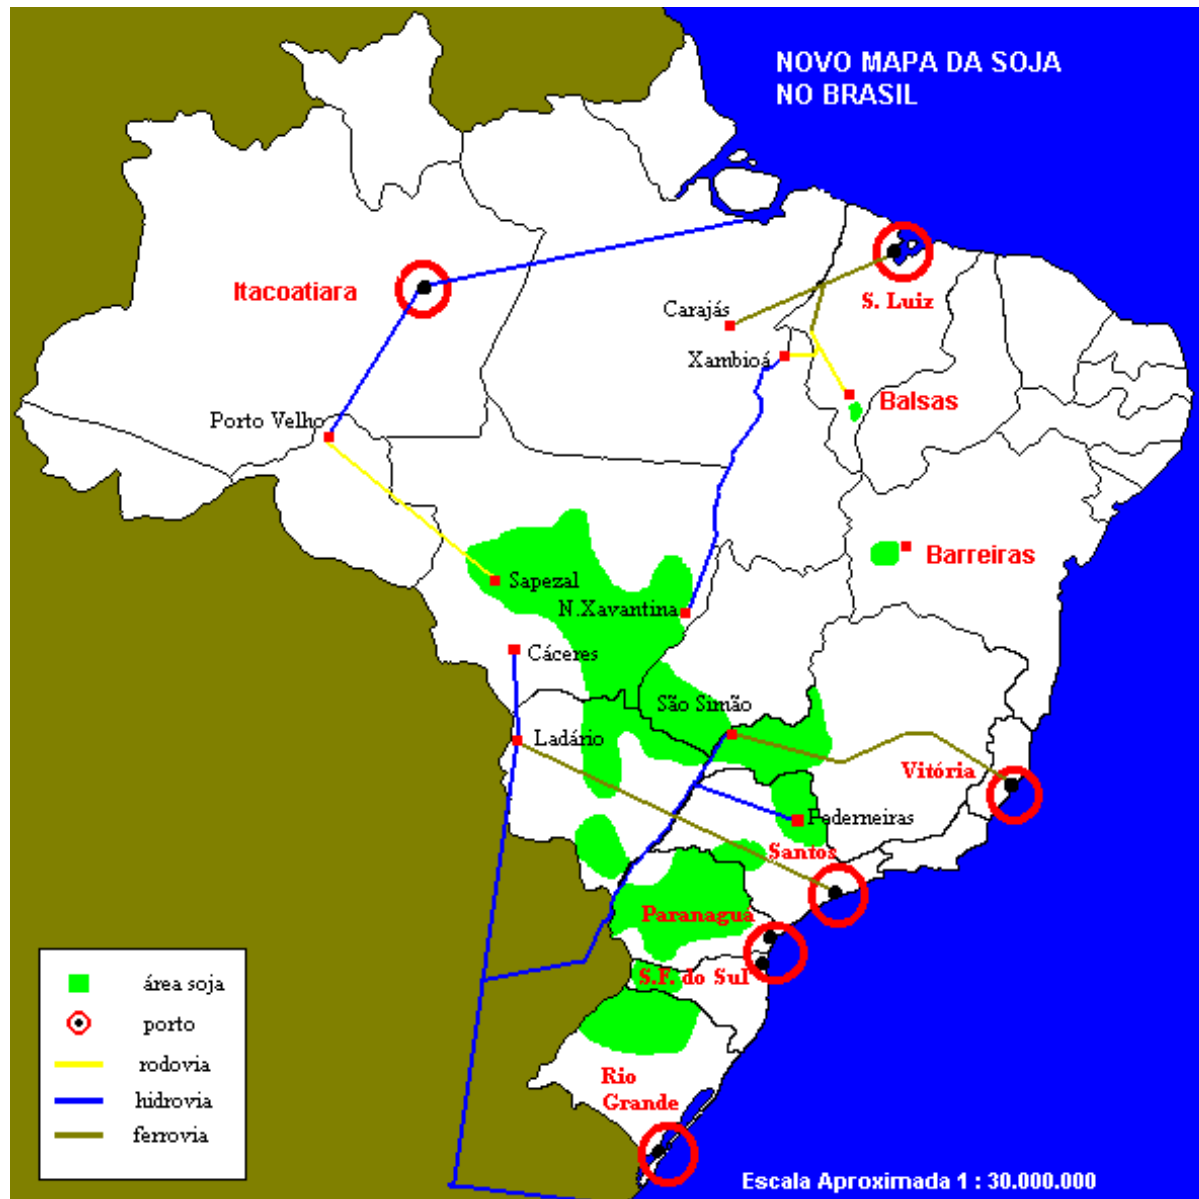 NOVO MAPA DA SOJA
NO BRASIL
Itacoatiara
S. Luiz
Carajás
Xambioá
Balsas
Porto Velho
Barreiras
Sapezal
N.Xavantina
Cáceres
São Simão
Ladário
Vitória
Pederneiras
Santos
Paranagua
S.F. do Sul
Rio
Grande
área soja
porto
rodovia
hidrovia
ferrovia
Escala Aproximada 1 : 30.000.000